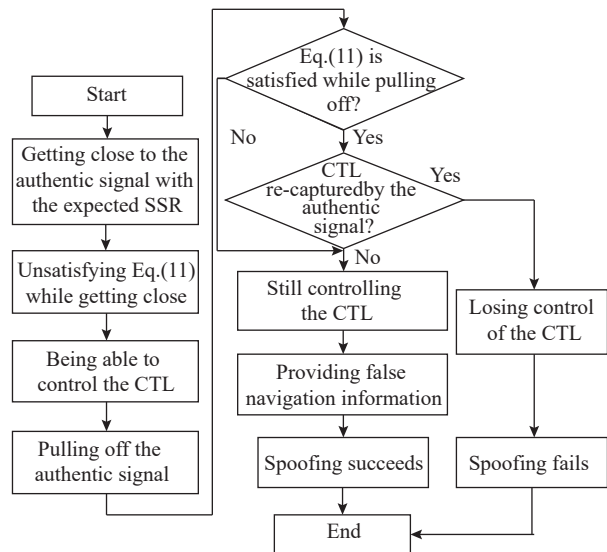 Start
Getting close to the
authentic signal with
the expected SSR
Unsatisfying Eq.(11)
while getting close
Being able to
control the CTL
Pulling off the
authentic signal
Eq.(11) is
satisfied while pulling
off?
No
Yes
CTL
re-capturedby the
authentic
signal?
Yes
No
Still controlling
the CTL
Losing control
of the CTL
Providing false
navigation information
Spoofing succeeds
Spoofing fails
End